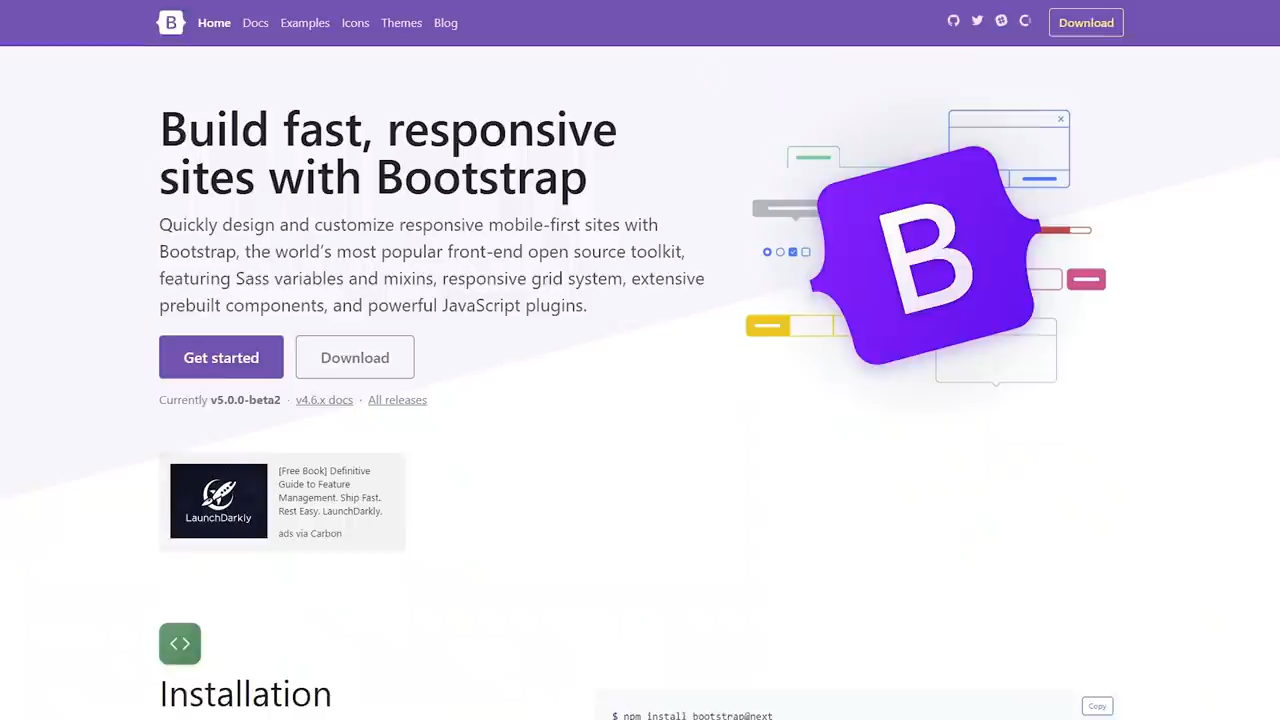 B Home Docs Examples Icons Themes Blog Download
Build fast, responsive
sites with Bootstrap
Quickly design and customize responsive mobile-first sites with
Bootstrap, the world’s most popular front-end open source toolkit,
featuring Sass variables and mixins, responsive grid system, extensive
prebuilt components, and powerful JavaScript plugins.
Get started Download
Currently v5.0.0-beta2 · v4.6.x docs · All releases
B
LaunchDarkly
[Free Book] Definitive
Guide to Feature
Management. Ship Fast.
Rest Easy. LaunchDarkly.
ads via Carbon
Installation
$ npm install bootstrap@next
Copy